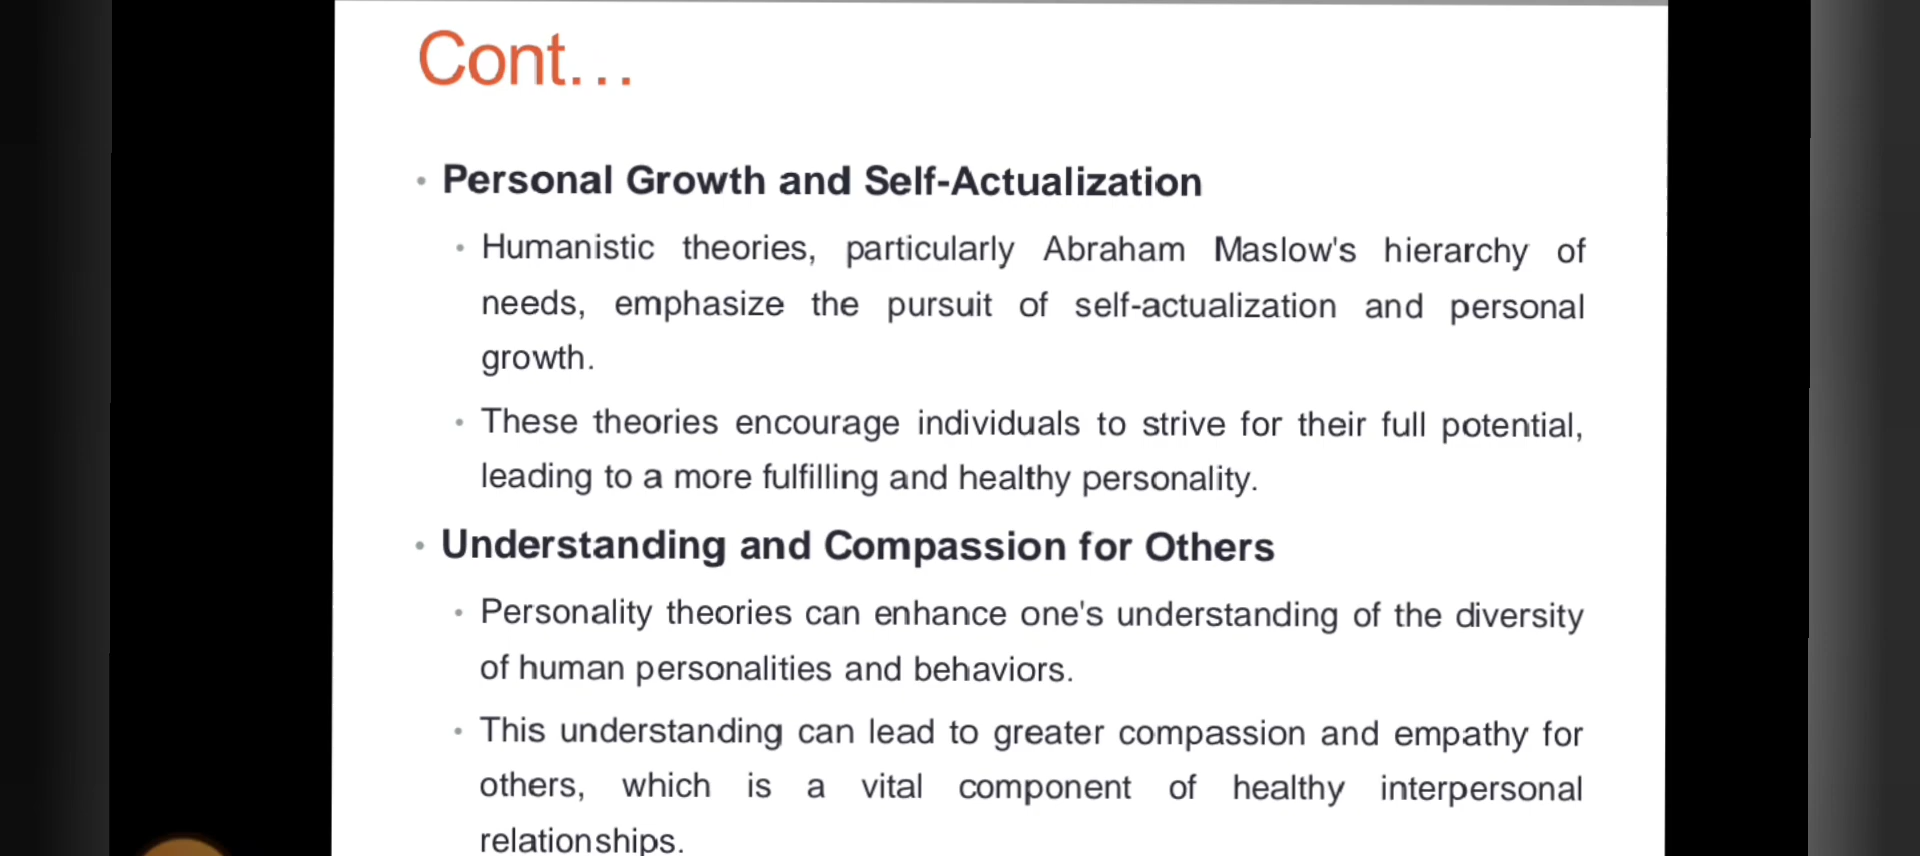 Cont...
• Personal Growth and Self-Actualization
• Humanistic theories, particularly Abraham Maslow's hierarchy of
needs, emphasize the pursuit of self-actualization and personal
growth.
• These theories encourage individuals to strive for their full potential,
leading to a more fulfilling and healthy personality.
• Understanding and Compassion for Others
• Personality theories can enhance one's understanding of the diversity
of human personalities and behaviors.
• This understanding can lead to greater compassion and empathy for
others, which is a vital component of healthy interpersonal
relationships.